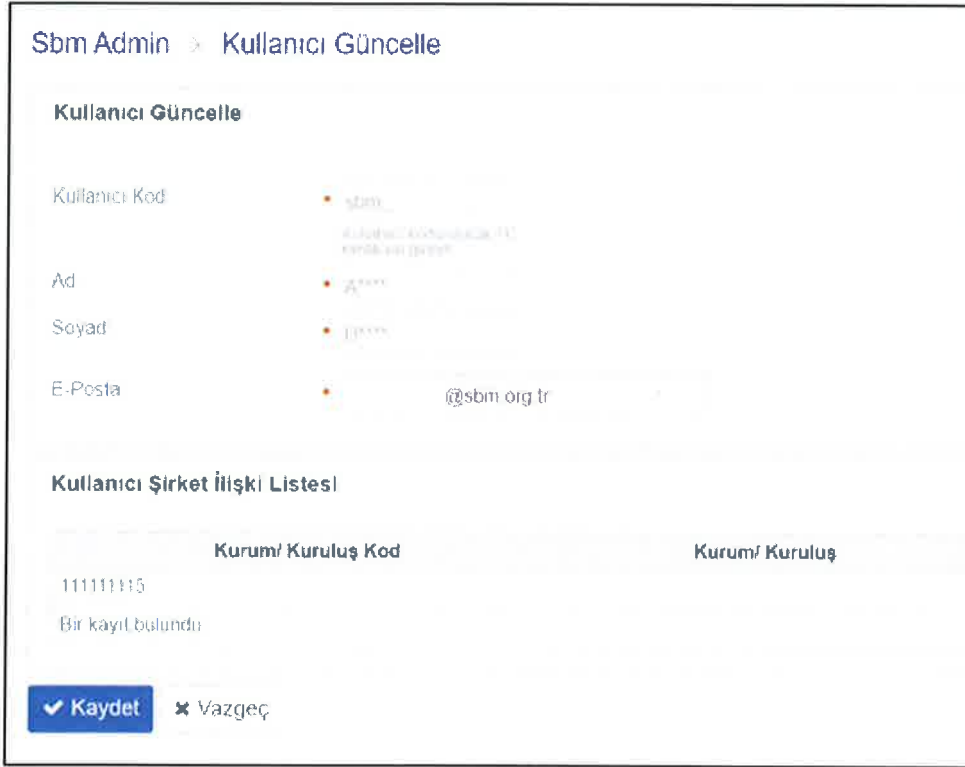 Sbm Admin > Kullanıcı Güncelle
Kullanıcı Güncelle
Kullanıcı Kod
sbm_
Ad
A****
Soyad
E-Posta
@sbm.org.tr
Kullanıcı Şirket İlişki Listesi
Kurum/ Kuruluş Kod Kurum/ Kuruluş
111111115
Bir kayıt bulundu
Kaydet Vazgeç